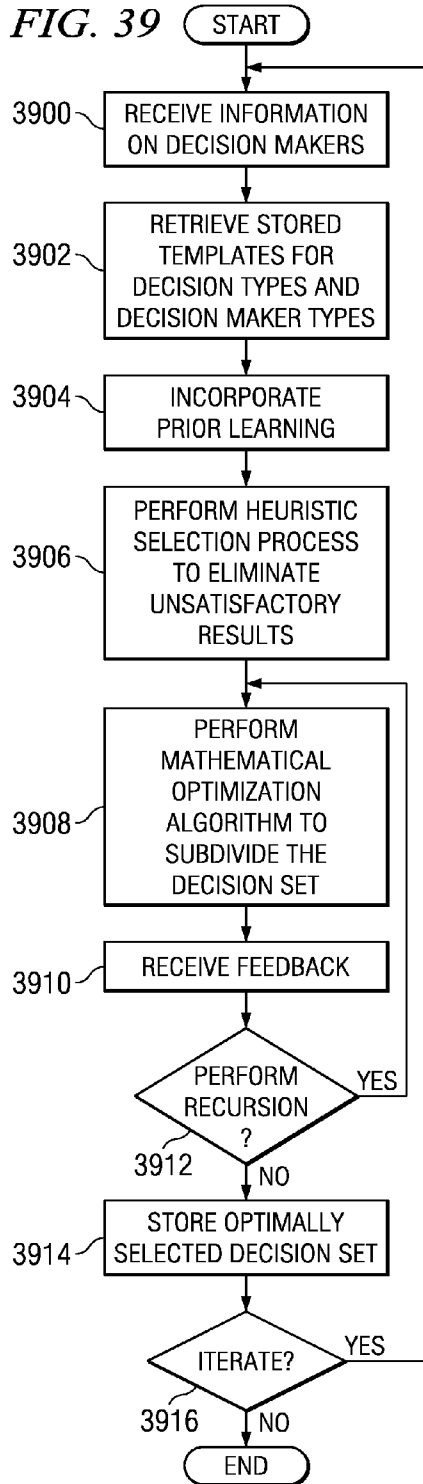 FIG. 39
START
3900
RECEIVE INFORMATION
ON DECISION MAKERS
3902
RETRIEVE STORED
TEMPLATES FOR
DECISION TYPES AND
DECISION MAKER TYPES
3904
INCORPORATE
PRIOR LEARNING
3906
PERFORM HEURISTIC
SELECTION PROCESS
TO ELIMINATE
UNSATISFACTORY
RESULTS
3908
PERFORM
MATHEMATICAL
OPTIMIZATION
ALGORITHM TO
SUBDIVIDE THE
DECISION SET
3910
RECEIVE FEEDBACK
PERFORM
RECURSION
?
YES
3912
NO
3914
STORE OPTIMALLY
SELECTED DECISION SET
ITERATE?
YES
3916
NO
END